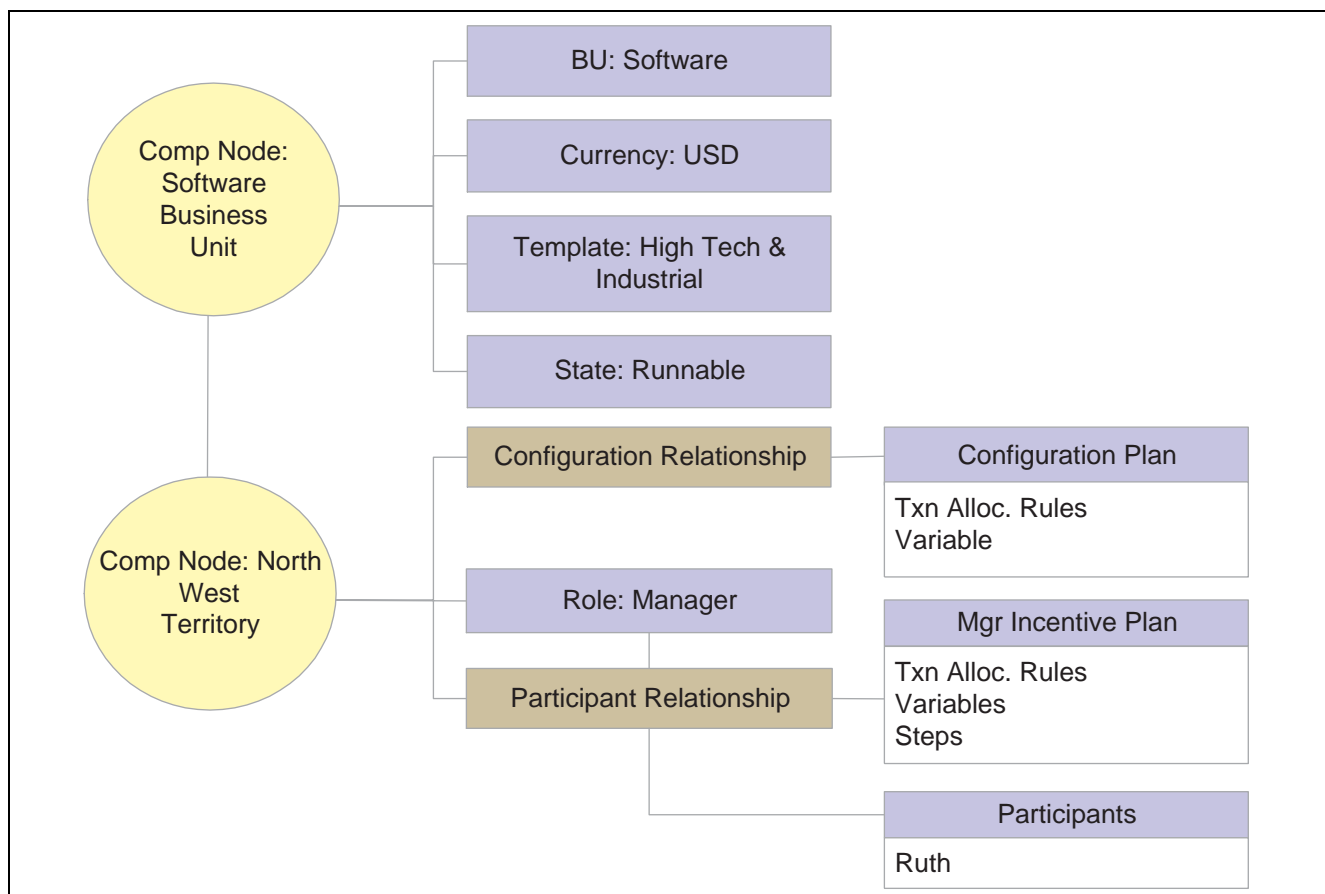 BU: Software
Comp Node:
Software
Business
Unit
Currency: USD
Template: High Tech &
Industrial
State: Runnable
Configuration Relationship
Configuration Plan
Txn Alloc. Rules
Variable
Comp Node: North
West
Territory
Role: Manager
Mgr Incentive Plan
Txn Alloc. Rules
Variables
Steps
Participant Relationship
Participants
Ruth